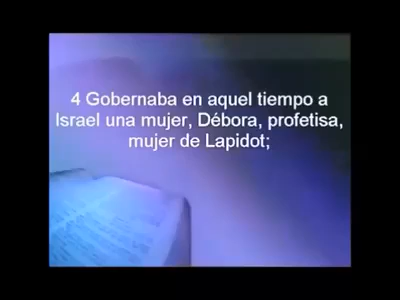 4 Gobernaba en aquel tiempo a
Israel una mujer, Débora, profetisa,
mujer de Lapidot;